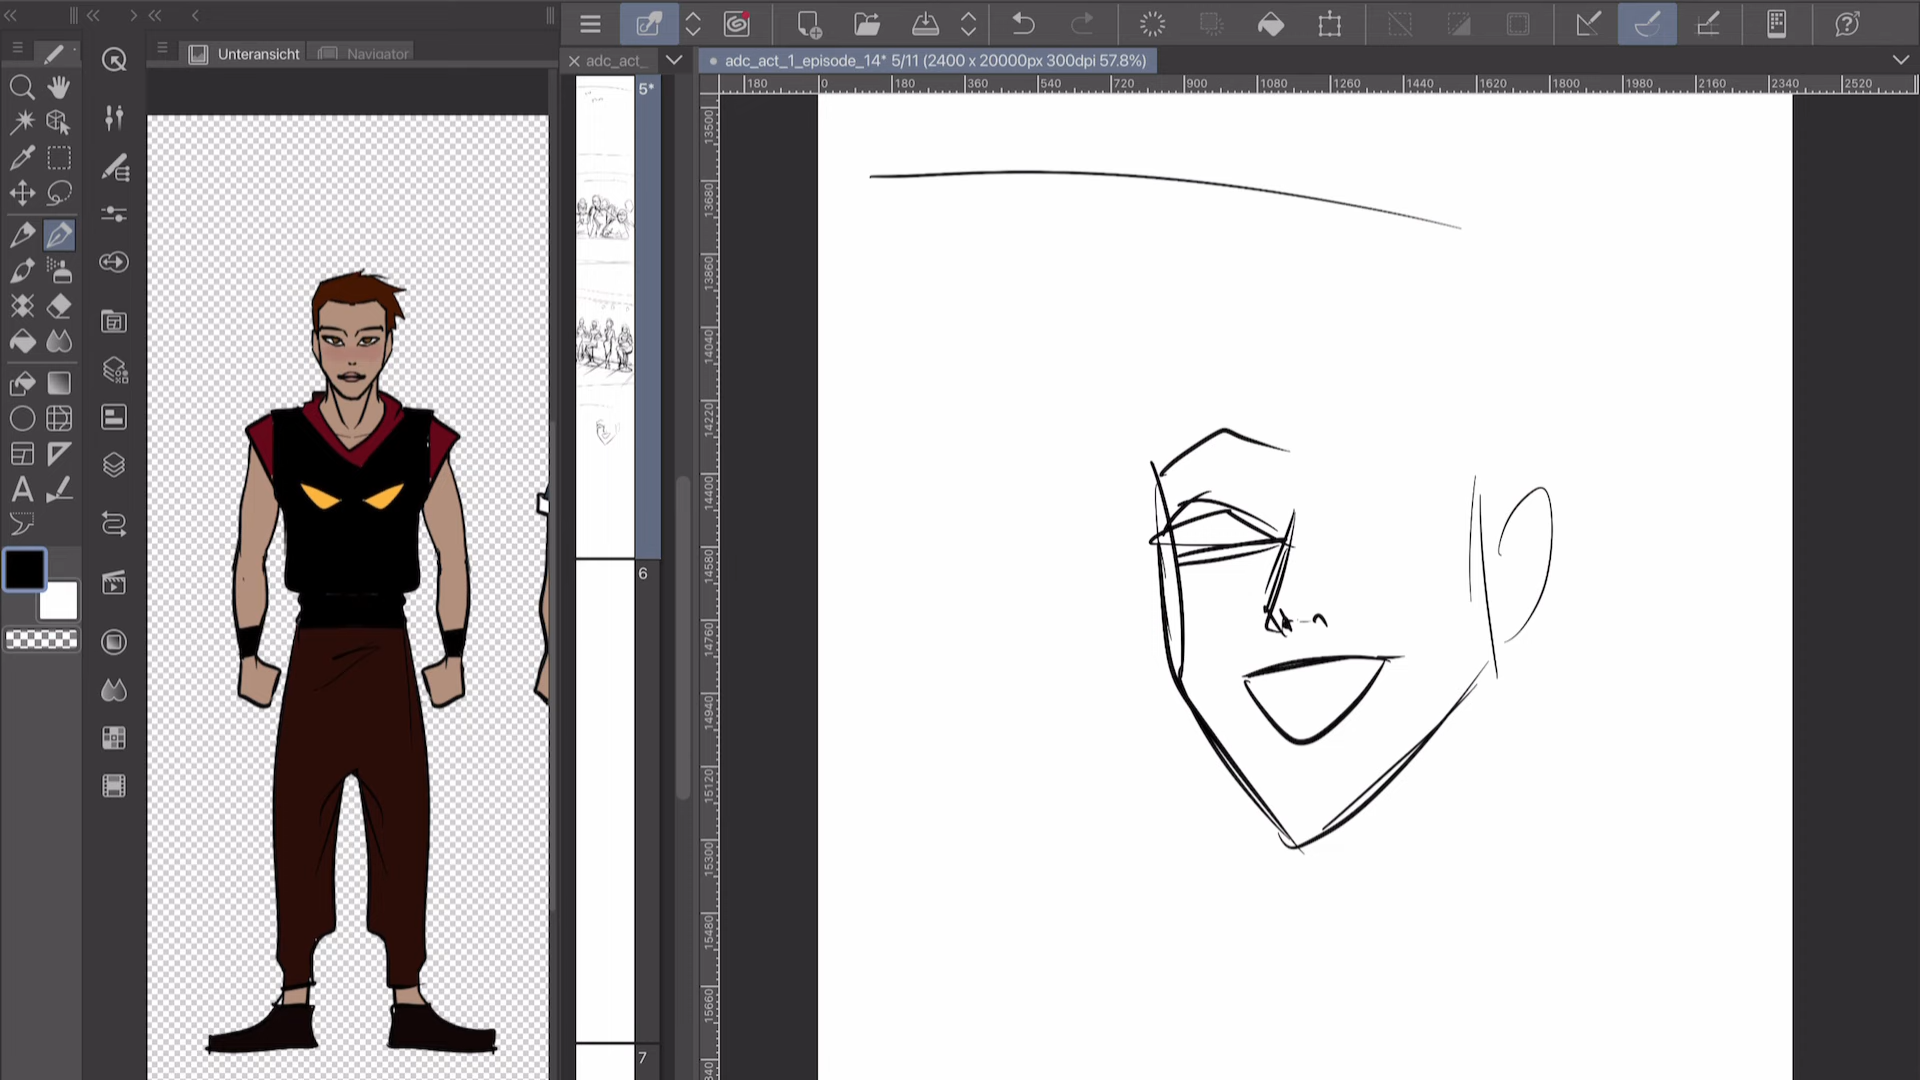 Unteransicht
Navigator
adc_act_
adc_act_1_episode_14* 5/11 (2400 x 20000px 300dpi 57.8%)
180 0 180 360 540 720 900 1080 1260 1440 1620 1800 1980 2160 2340 2520
5*
6
7
13500
13680
13860
14040
14220
14400
14580
14760
14940
15120
15300
15480
15660
840
A